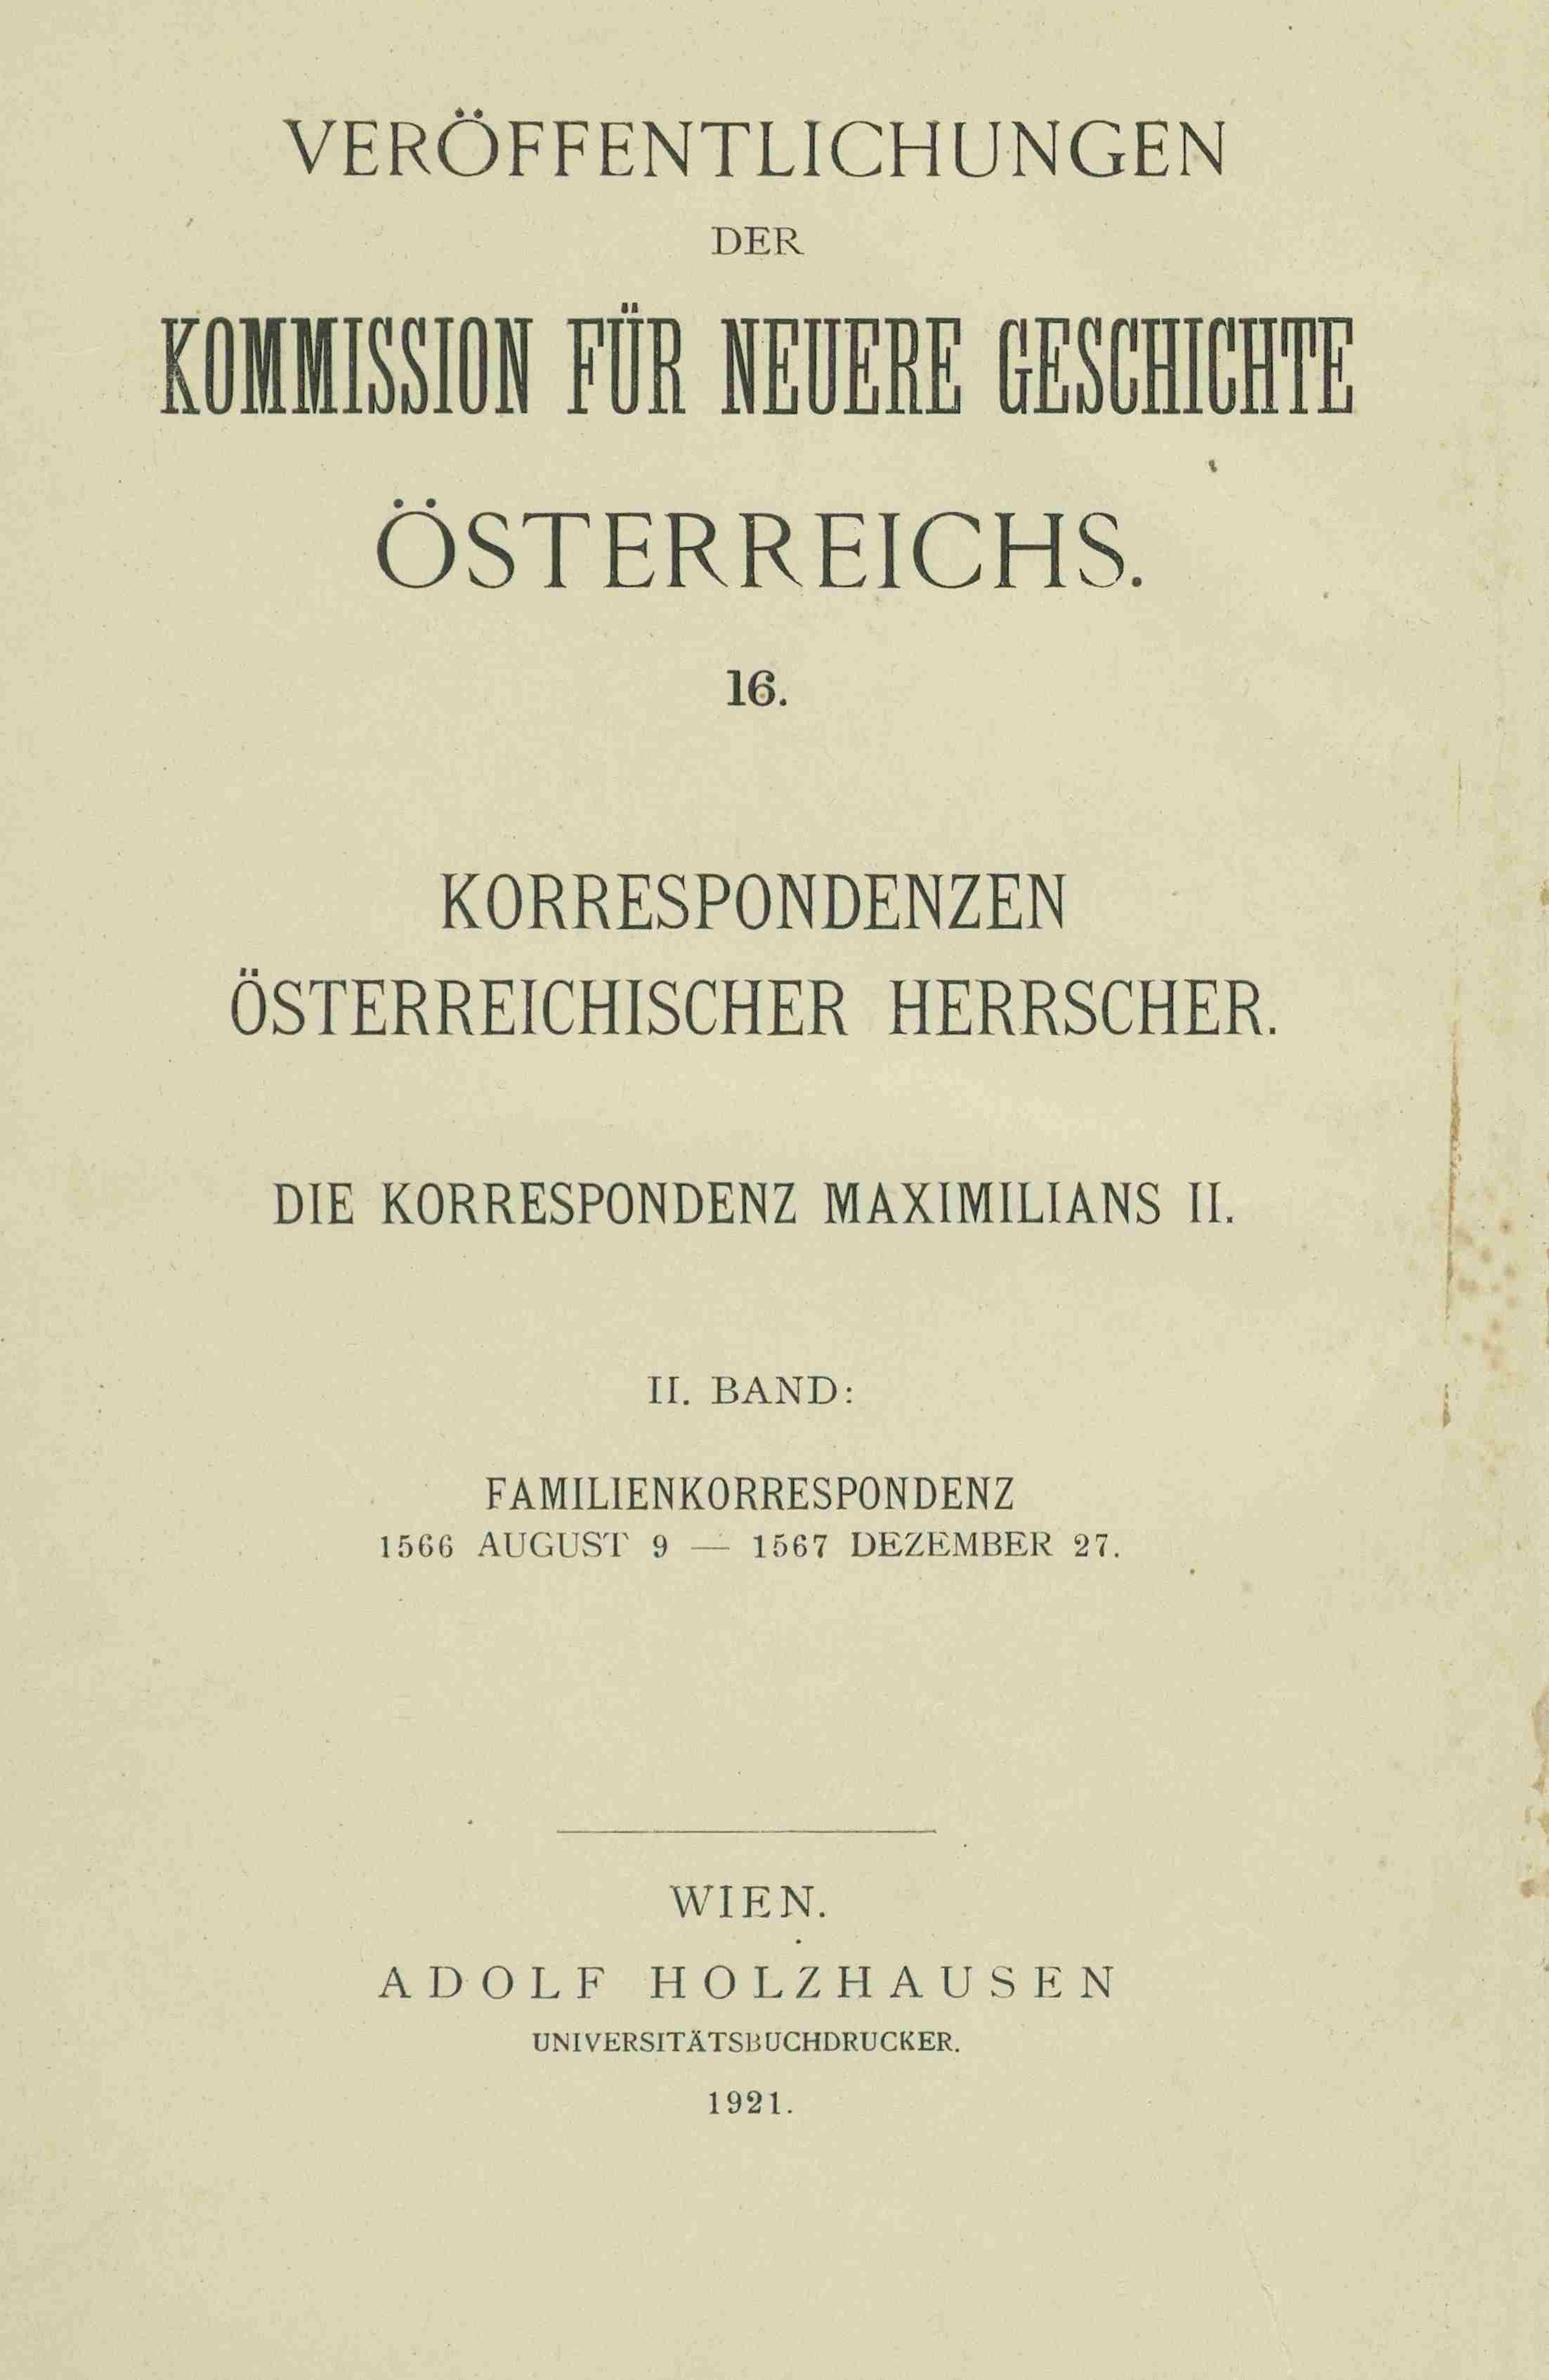 VERÖFFENTLICHUNGEN
DER
KOMMISSION FÜR NEUERE GESCHICHTE
ÖSTERREICHS.
16.
KORRESPONDENZEN
ÖSTERREICHISCHER HERRSCHER.
DIE KORRESPONDENZ MAXIMILIANS II.
II. BAND:
FAMILIENKORRESPONDENZ
1566 AUGUST 9 — 1567 DEZEMBER 27.
WIEN.
ADOLF HOLZHAUSEN
UNIVERSITÄTSBUCHDRUCKER.
1921.